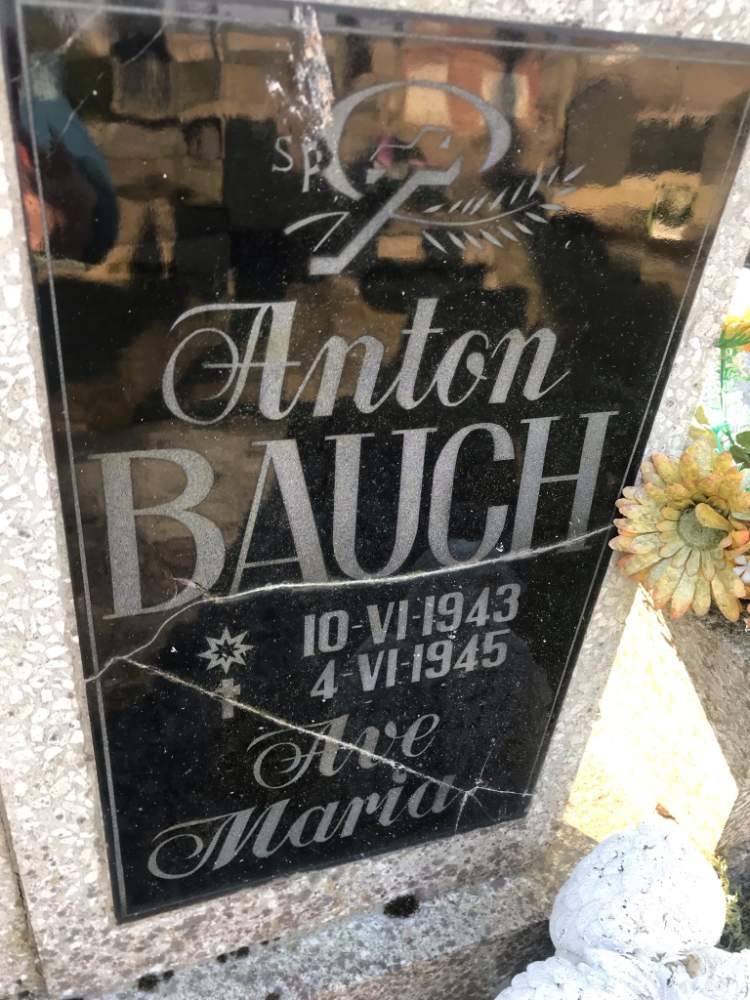 SP
Anton
BAUCH
10-VI-1943
4-VI-1945
Ave
Maria